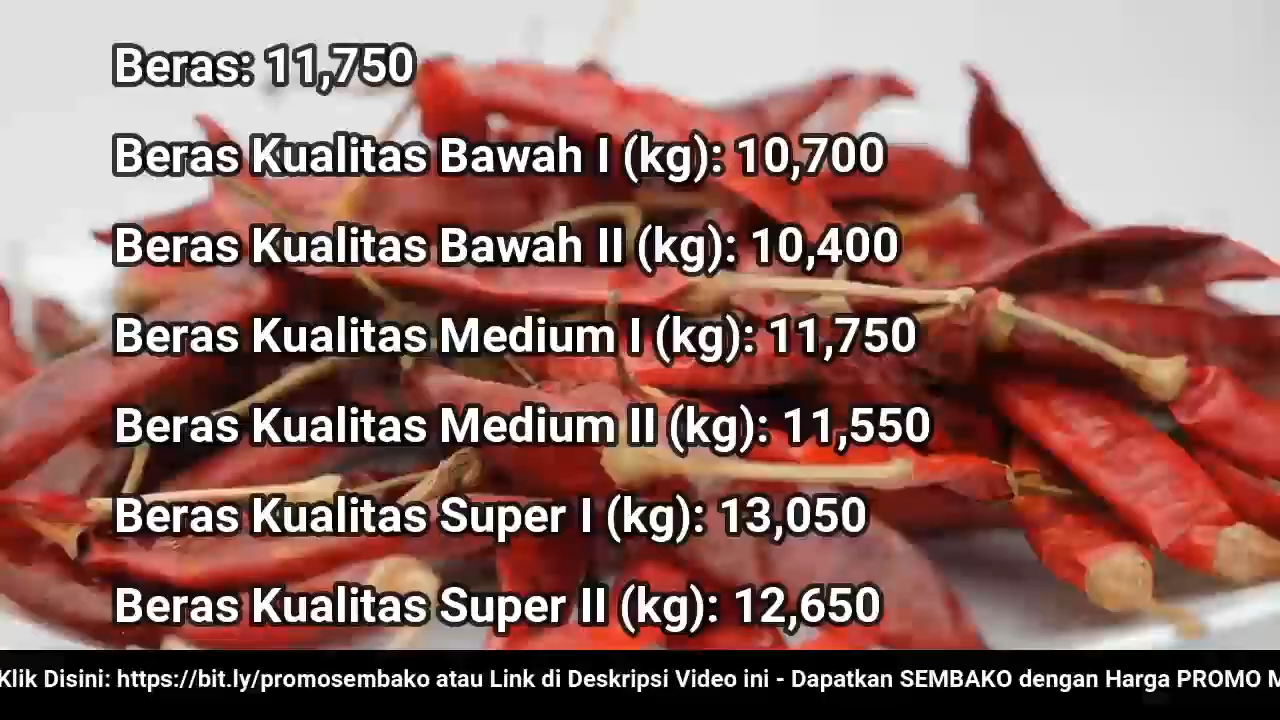 Beras: 11,750
Beras Kualitas Bawah I (kg): 10,700
Beras Kualitas Bawah II (kg): 10,400
Beras Kualitas Medium I (kg): 11,750
Beras Kualitas Medium II (kg): 11,550
Beras Kualitas Super I (kg): 13,050
Beras Kualitas Super II (kg): 12,650
Klik Disini: https://bit.ly/promosembako atau Link di Deskripsi Video ini - Dapatkan SEMBAKO dengan Harga PROMO